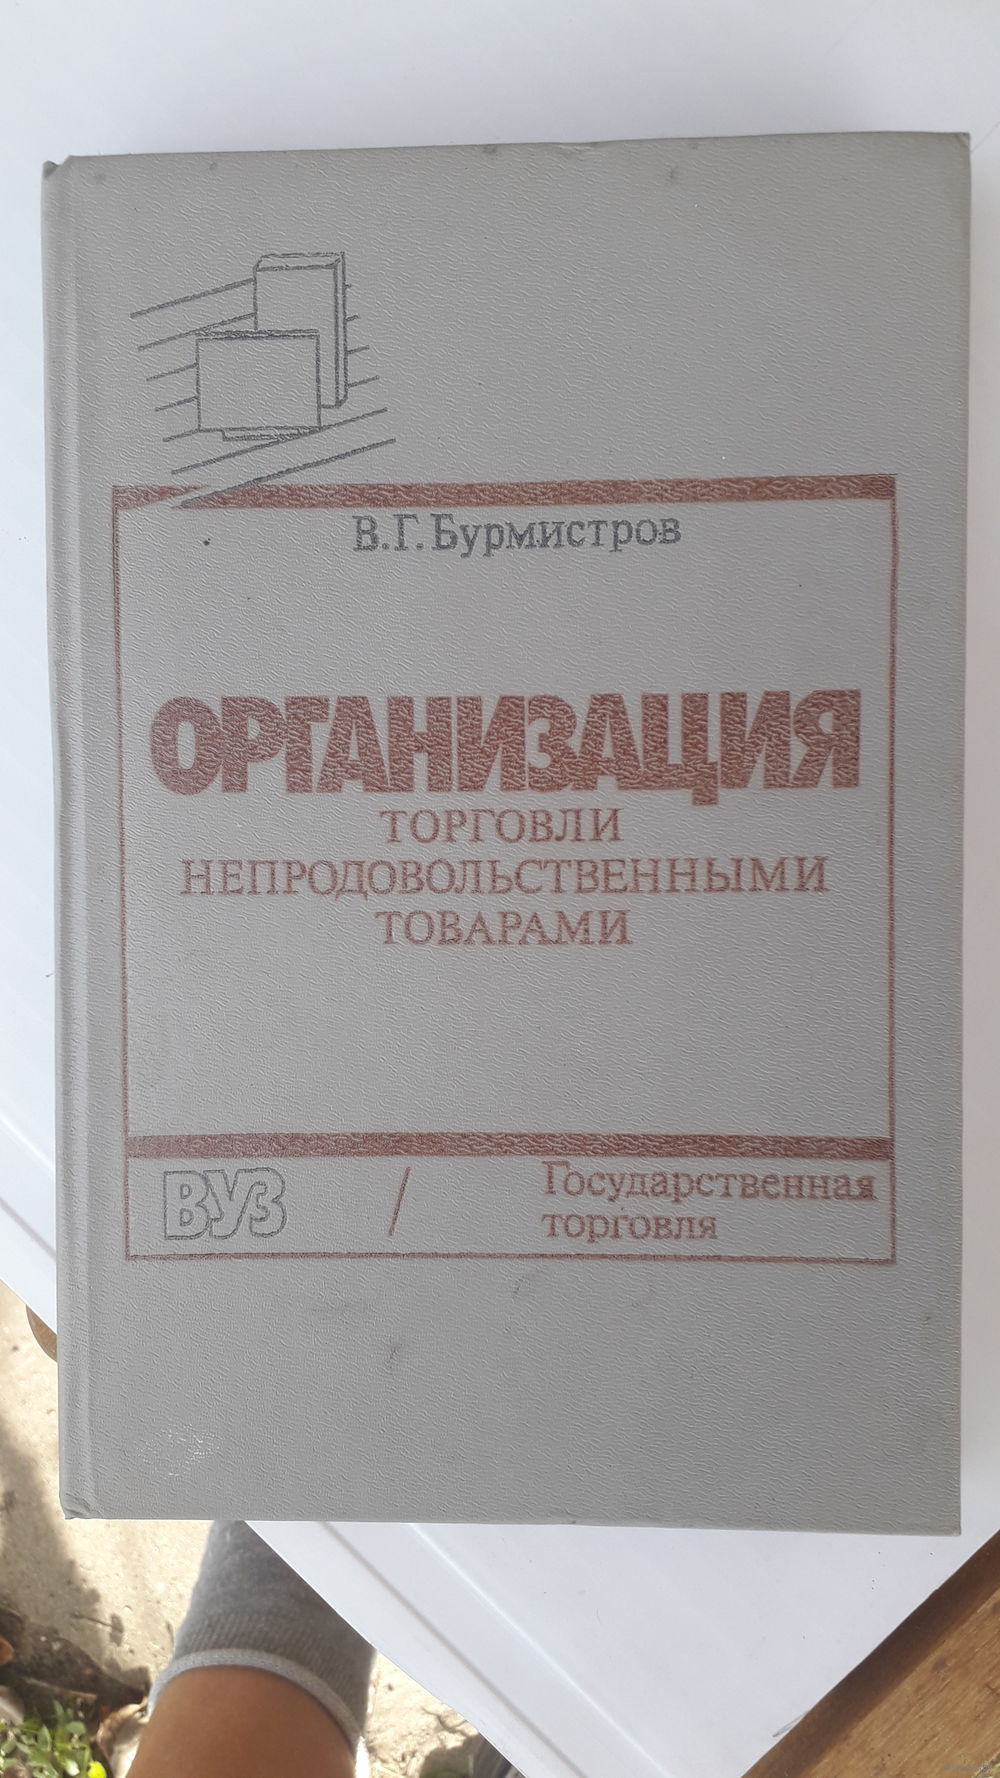 В.Г.Бурмистров
ОРГАНИЗАЦИЯ
ТОРГОВЛИ
НЕПРОДОВОЛЬСТВЕННЫМИ
ТОВАРАМИ
ВУЗ / Государственная
торговля